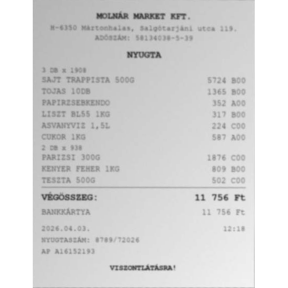 MOLNÁR MARKET KFT.
H-6350 Mártonhalas, Salgótarjáni utca 119.
ADÓSZÁM: 58134038-5-39
NYUGTA
3 DB x 1908
SAJT TRAPPISTA 500G 5724 B00
TOJAS 10DB 1365 B00
PAPIRZSEBKENDO 352 A00
LISZT BL55 1KG 317 B00
ASVANYVIZ 1,5L 224 C00
CUKOR 1KG 587 A00
2 DB x 938
PARIZSI 300G 1876 C00
KENYER FEHER 1KG 809 B00
TESZTA 500G 502 C00
VÉGÖSSZEG: 11 756 Ft
BANKKÁRTYA 11 756 Ft
2026.04.03. 12:18
NYUGTASZÁM: 8789/72026
AP A16152193
VISZONTLÁTÁSRA!